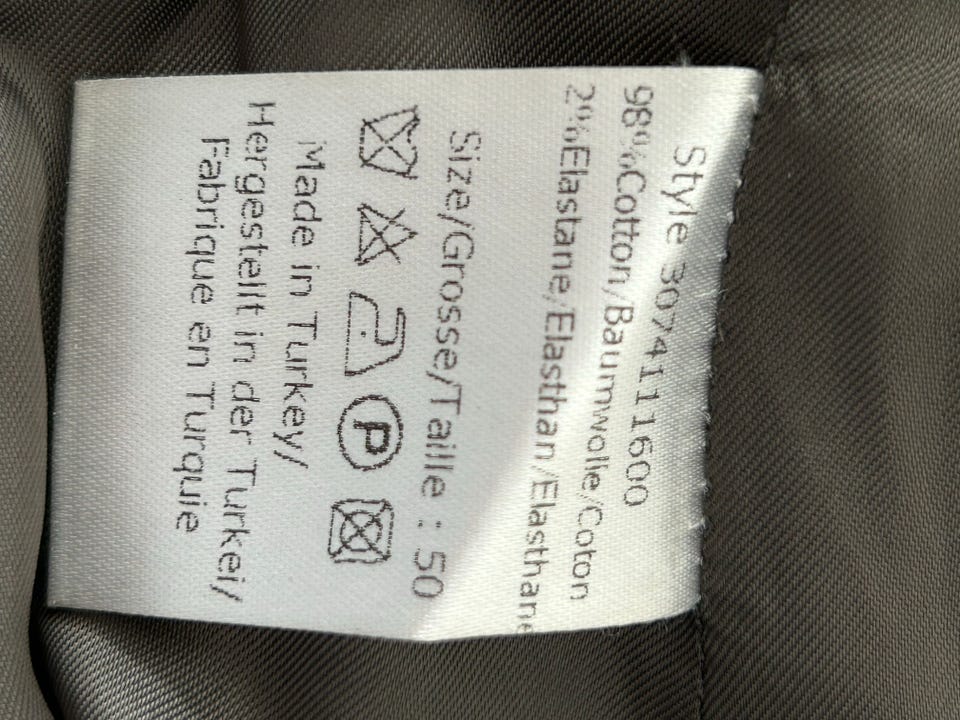 Style 3074111600
98%Cotton/Baumwolle/Coton
2%Elastane/Elasthan/Elasthane
Size/Grosse/Taille : 50
P
Made in Turkey/
Hergestellt in der Turkei/
Fabrique en Turquie